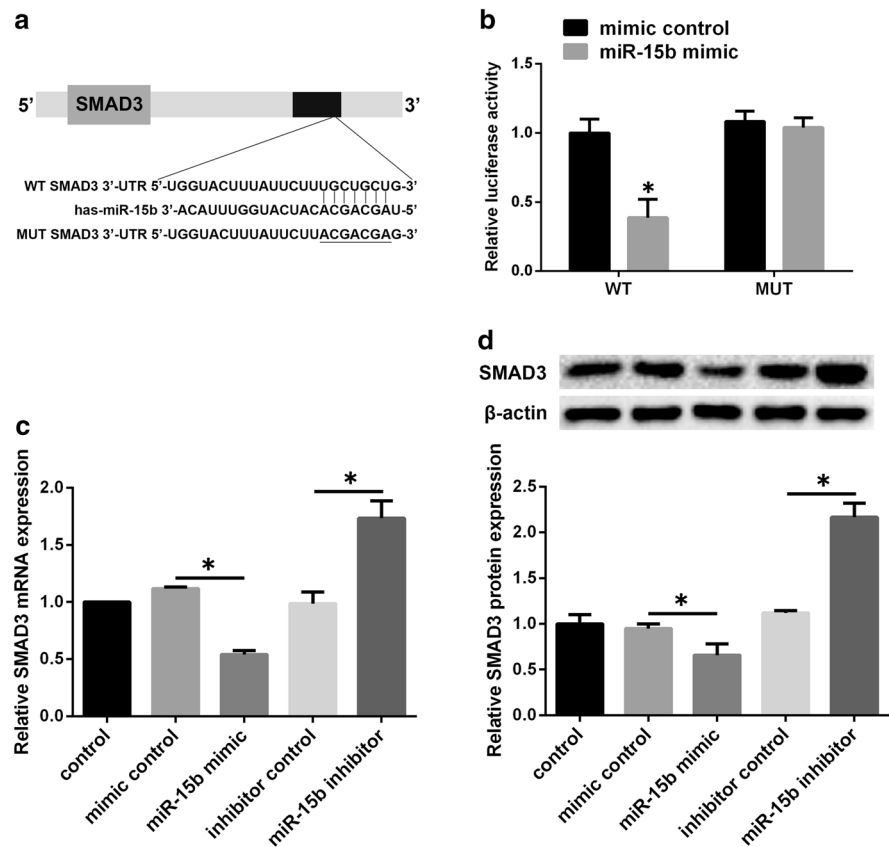 a
5’ SMAD3 3’
WT SMAD3 3’-UTR 5’-UGGUACUUUAUUCUUUGCUGCUG-3’
has-miR-15b 3’-ACAUUUGGUACUACACGACGAU-5’
MUT SMAD3 3’-UTR 5’-UGGUACUUUAUUCUUACGACGAG-3’
b
mimic control
miR-15b mimic
Relative luciferase activity
1.5
1.0
0.5
0.0
*
WT MUT
c
Relative SMAD3 mRNA expression
2.0
1.5
1.0
0.5
0.0
*
*
control
mimic control
miR-15b mimic
inhibitor control
miR-15b inhibitor
d
SMAD3
β-actin
Relative SMAD3 protein expression
2.5
2.0
1.5
1.0
0.5
0.0
*
*
control
mimic control
miR-15b mimic
inhibitor control
miR-15b inhibitor